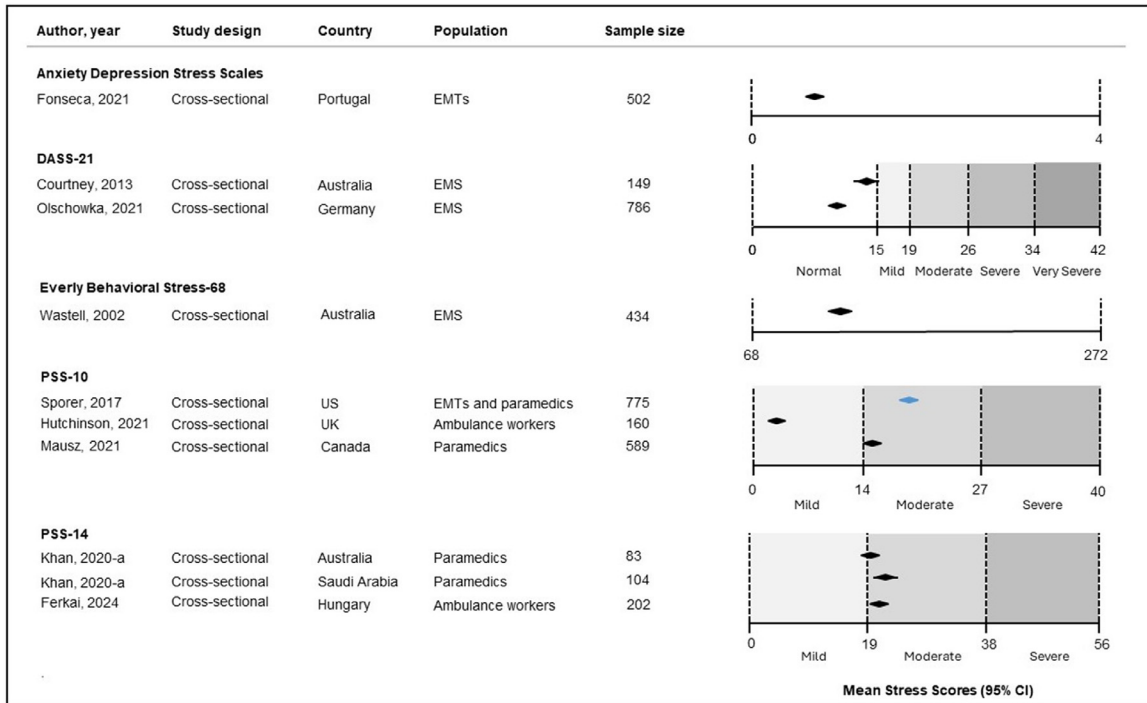 Author, year Study design Country Population Sample size
Anxiety Depression Stress Scales
Fonseca, 2021 Cross-sectional Portugal EMTs 502
0 4
DASS-21
Courtney, 2013 Cross-sectional Australia EMS 149
Olschowka, 2021 Cross-sectional Germany EMS 786
0 15 19 26 34 42
Normal Mild Moderate Severe Very Severe
Everly Behavioral Stress-68
Wastell, 2002 Cross-sectional Australia EMS 434
68 272
PSS-10
Sporer, 2017 Cross-sectional US EMTs and paramedics 775
Hutchinson, 2021 Cross-sectional UK Ambulance workers 160
Mausz, 2021 Cross-sectional Canada Paramedics 589
0 14 27 40
Mild Moderate Severe
PSS-14
Khan, 2020-a Cross-sectional Australia Paramedics 83
Khan, 2020-a Cross-sectional Saudi Arabia Paramedics 104
Ferkai, 2024 Cross-sectional Hungary Ambulance workers 202
0 19 38 56
Mild Moderate Severe
Mean Stress Scores (95% CI)